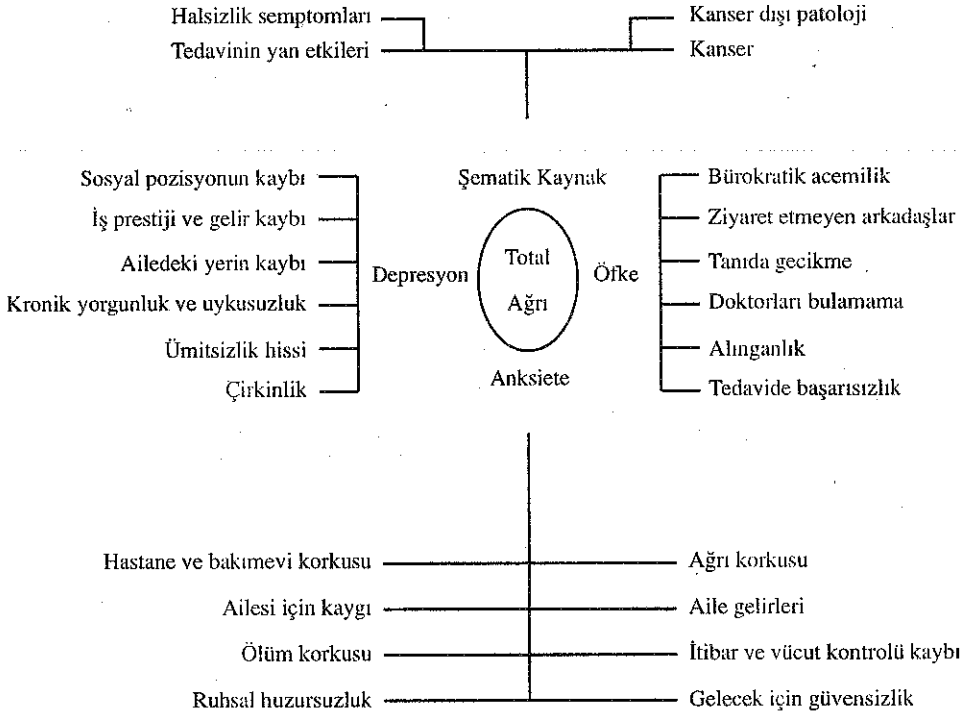 Halsizlik semptomları
Tedavinin yan etkileri
Kanser dışı patoloji
Kanser
Sosyal pozisyonun kaybı
İş prestiji ve gelir kaybı
Ailedeki yerin kaybı
Kronik yorgunluk ve uykusuzluk
Ümitsizlik hissi
Çirkinlik
Depresyon
Şematik Kaynak
Total
Ağrı
Anksiete
Öfke
Bürokratik acemilik
Ziyaret etmeyen arkadaşlar
Tanıda gecikme
Doktorları bulamama
Alınganlık
Tedavide başarısızlık
Hastane ve bakımevi korkusu
Ailesi için kaygı
Ölüm korkusu
Ruhsal huzursuzluk
Ağrı korkusu
Aile gelirleri
İtibar ve vücut kontrolü kaybı
Gelecek için güvensizlik